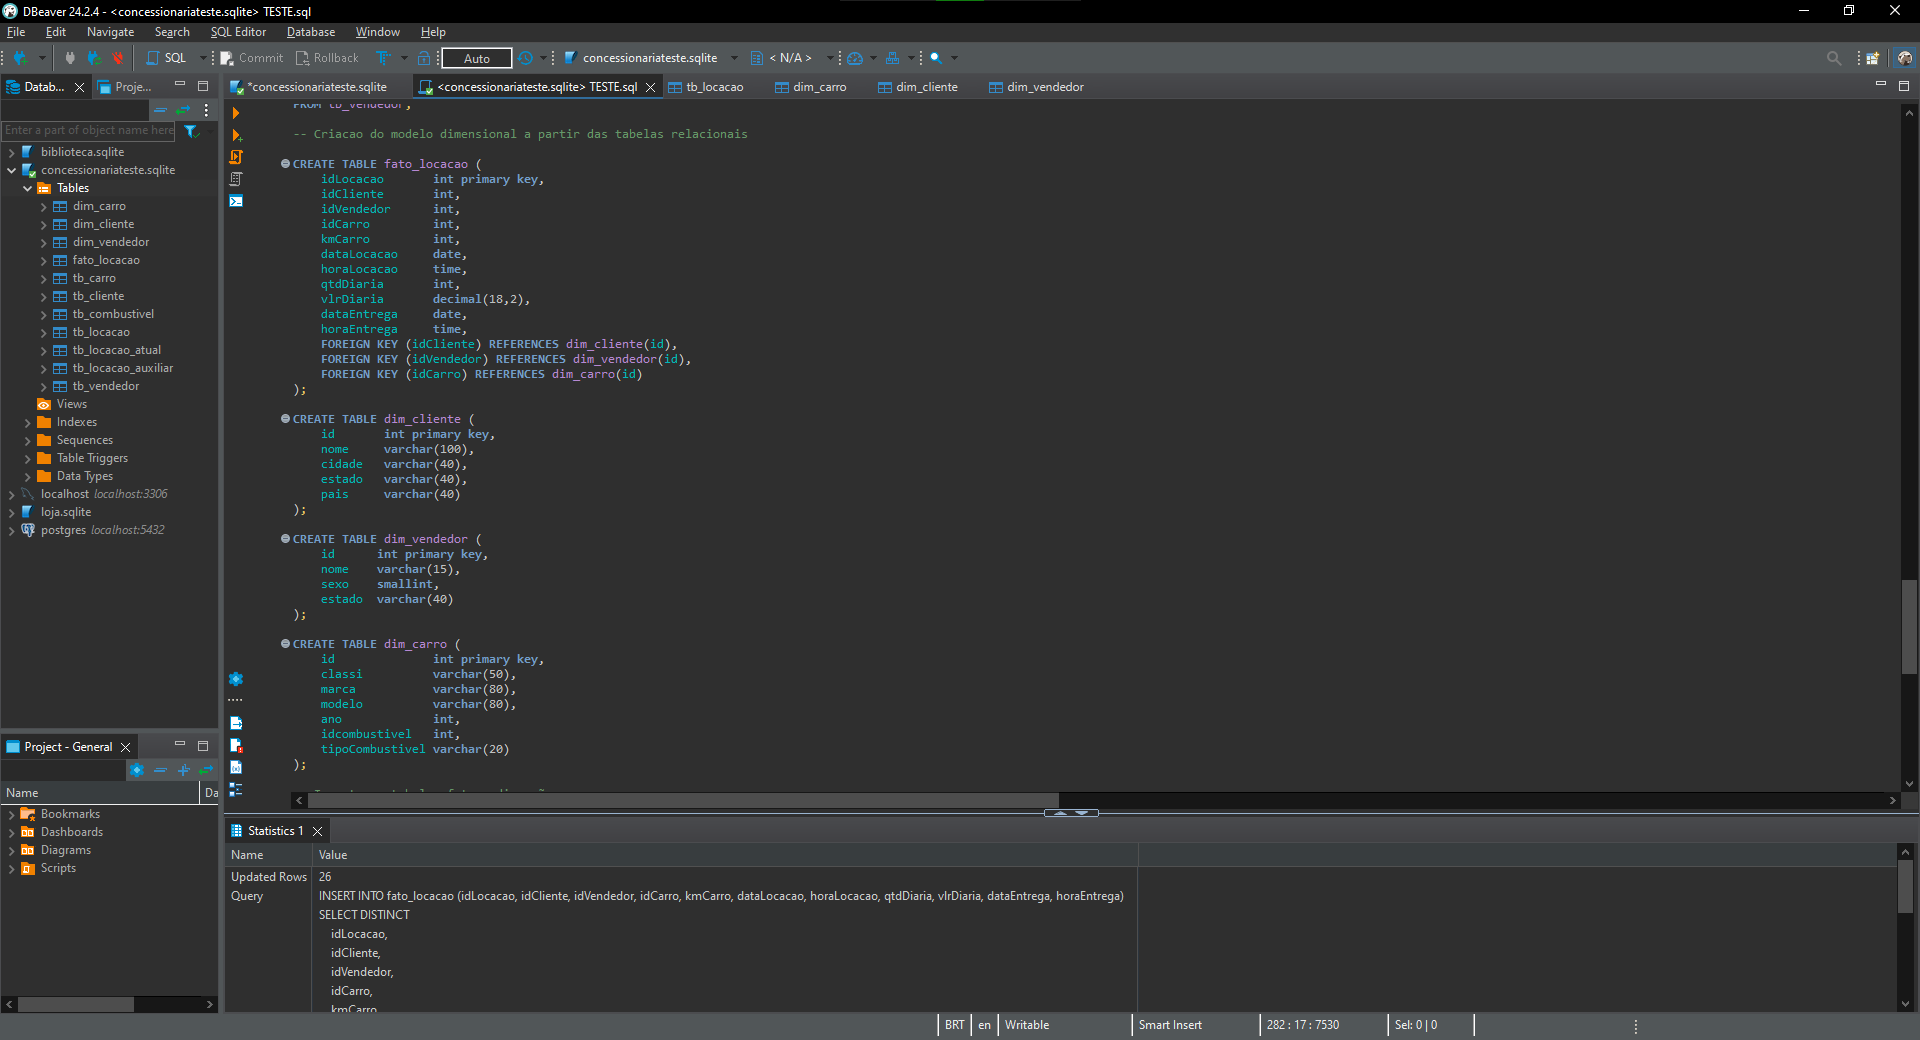 DBeaver 24.2.4 - <concessionariateste.sqlite> TESTE.sql
File Edit Navigate Search SQL Editor Database Window Help
SQL Commit Rollback Auto concessionariateste.sqlite < N/A >
Datab... Proje...
*concessionariateste.sqlite <concessionariateste.sqlite> TESTE.sql tb_locacao dim_carro dim_cliente dim_vendedor
Enter a part of object name here
biblioteca.sqlite
concessionariateste.sqlite
Tables
dim_carro
dim_cliente
dim_vendedor
fato_locacao
tb_carro
tb_cliente
tb_combustivel
tb_locacao
tb_locacao_atual
tb_locacao_auxiliar
tb_vendedor
Views
Indexes
Sequences
Table Triggers
Data Types
localhost localhost:3306
loja.sqlite
postgres localhost:5432
FROM tb_vendedor;
-- Criacao do modelo dimensional a partir das tabelas relacionais
CREATE TABLE fato_locacao (
idLocacao int primary key,
idCliente int,
idVendedor int,
idCarro int,
kmCarro int,
dataLocacao date,
horaLocacao time,
qtdDiaria int,
vlrDiaria decimal(18,2),
dataEntrega date,
horaEntrega time,
FOREIGN KEY (idCliente) REFERENCES dim_cliente(id),
FOREIGN KEY (idVendedor) REFERENCES dim_vendedor(id),
FOREIGN KEY (idCarro) REFERENCES dim_carro(id)
);
CREATE TABLE dim_cliente (
id int primary key,
nome varchar(100),
cidade varchar(40),
estado varchar(40),
pais varchar(40)
);
CREATE TABLE dim_vendedor (
id int primary key,
nome varchar(15),
sexo smallint,
estado varchar(40)
);
CREATE TABLE dim_carro (
id int primary key,
classi varchar(50),
marca varchar(80),
modelo varchar(80),
ano int,
idcombustivel int,
tipoCombustivel varchar(20)
);
Project - General
Name Da
Bookmarks
Dashboards
Diagrams
Scripts
Statistics 1
Name Value
Updated Rows 26
Query INSERT INTO fato_locacao (idLocacao, idCliente, idVendedor, idCarro, kmCarro, dataLocacao, horaLocacao, qtdDiaria, vlrDiaria, dataEntrega, horaEntrega)
SELECT DISTINCT
idLocacao,
idCliente,
idVendedor,
idCarro,
kmCarro
BRT en Writable Smart Insert 282 : 17 : 7530 Sel: 0 | 0